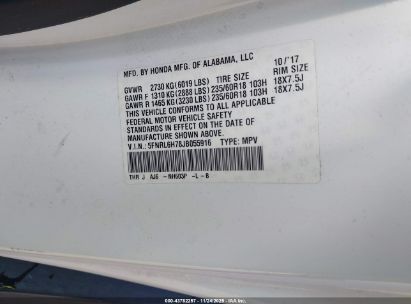 MFD. BY HONDA MFG. OF ALABAMA, LLC 10/'17
GVWR 2730 KG(6019 LBS) TIRE SIZE RIM SIZE
GAWR F 1310 KG(2888 LBS) 235/60R18 103H 18X7.5J
GAWR R 1465 KG(3230 LBS) 235/60R18 103H 18X7.5J
THIS VEHICLE CONFORMS TO ALL APPLICABLE
FEDERAL MOTOR VEHICLE SAFETY
STANDARDS IN EFFECT ON THE DATE OF
MANUFACTURE SHOWN ABOVE.
V.I.N.: 5FNRL6H78JB055916 TYPE: MPV
THR J AJ6 -NH603P -L -B